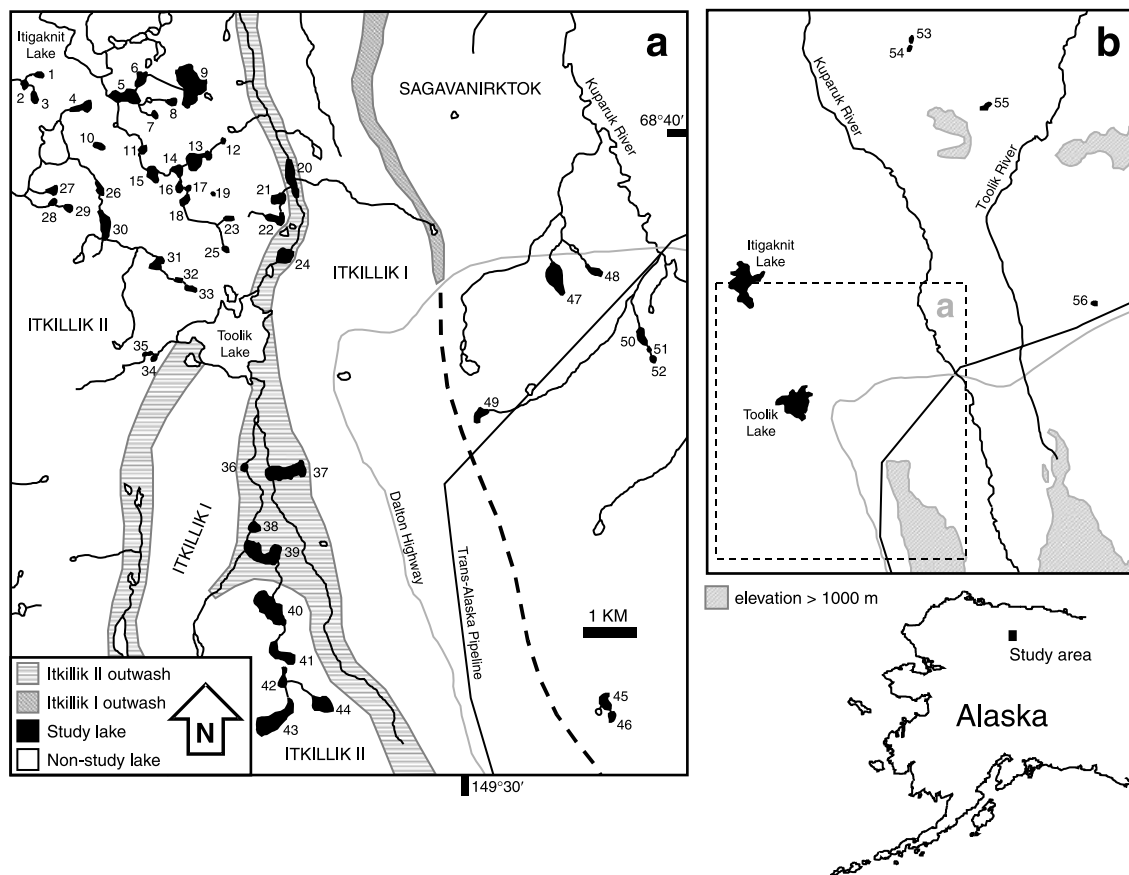 a
Itigaknit
Lake
SAGAVANIRKTOK
Kuparuk River
68°40′
1
2
3
4
5
6
7
8
9
10
11
12
13
14
15
16
17
18
19
20
21
22
23
24
25
26
27
28
29
30
31
32
33
34
35
ITKILLIK I
ITKILLIK II
Toolik
Lake
47
48
49
50
51
52
36
37
38
39
40
41
42
43
44
45
46
ITKILLIK I
Dalton Highway
Trans-Alaska Pipeline
1 KM
ITKILLIK II
Itkillik II outwash
Itkillik I outwash
Study lake
Non-study lake
N
149°30′
b
53
54
55
56
Kuparuk River
Toolik River
Itigaknit
Lake
a
Toolik
Lake
elevation > 1000 m
Study area
Alaska